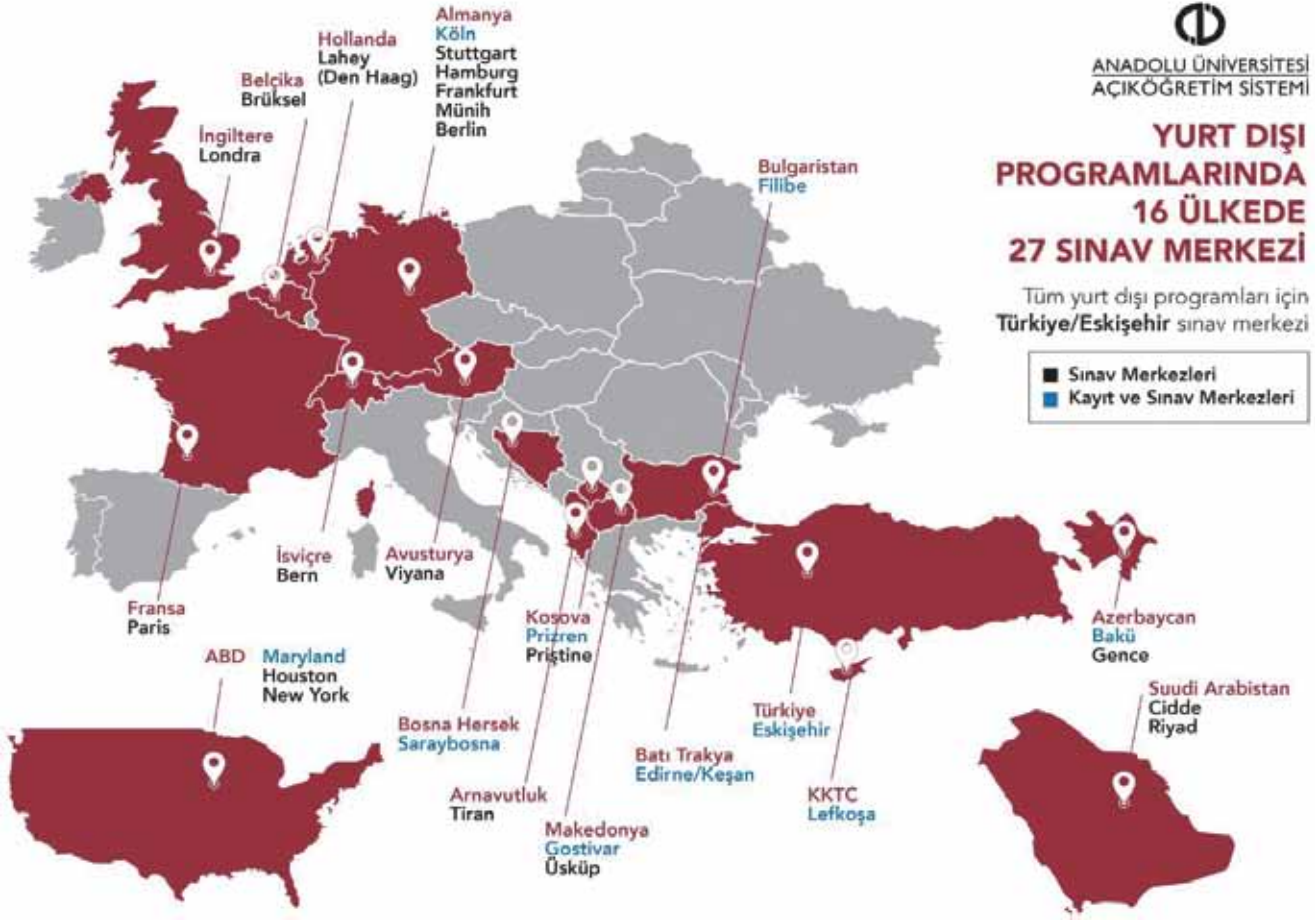 ANADOLU ÜNİVERSİTESİ
AÇIKÖĞRETİM SİSTEMİ
YURT DIŞI
PROGRAMLARINDA
16 ÜLKEDE
27 SINAV MERKEZİ
Tüm yurt dışı programları için
Türkiye/Eskişehir sınav merkezi
Sınav Merkezleri
Kayıt ve Sınav Merkezleri
Almanya
Köln
Stuttgart
Hamburg
Frankfurt
Münih
Berlin
Hollanda
Lahey
(Den Haag)
Belçika
Brüksel
İngiltere
Londra
Bulgaristan
Filibe
İsviçre
Bern
Avusturya
Viyana
Fransa
Paris
Kosova
Prizren
Priştine
Azerbaycan
Bakü
Gence
ABD
Maryland
Houston
New York
Bosna Hersek
Saraybosna
Türkiye
Eskişehir
Suudi Arabistan
Cidde
Riyad
Batı Trakya
Edirne/Keşan
Arnavutluk
Tiran
KKTC
Lefkoşa
Makedonya
Gostivar
Üsküp